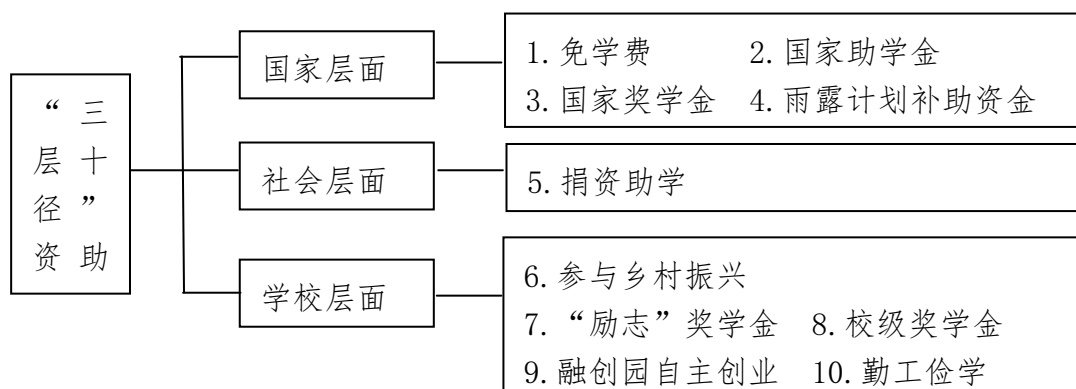 “三
层十
径”
资助
国家层面
1.免学费 2.国家助学金
3.国家奖学金 4.雨露计划补助资金
社会层面
5.捐资助学
学校层面
6.参与乡村振兴
7.“励志”奖学金 8.校级奖学金
9.融创园自主创业 10.勤工俭学